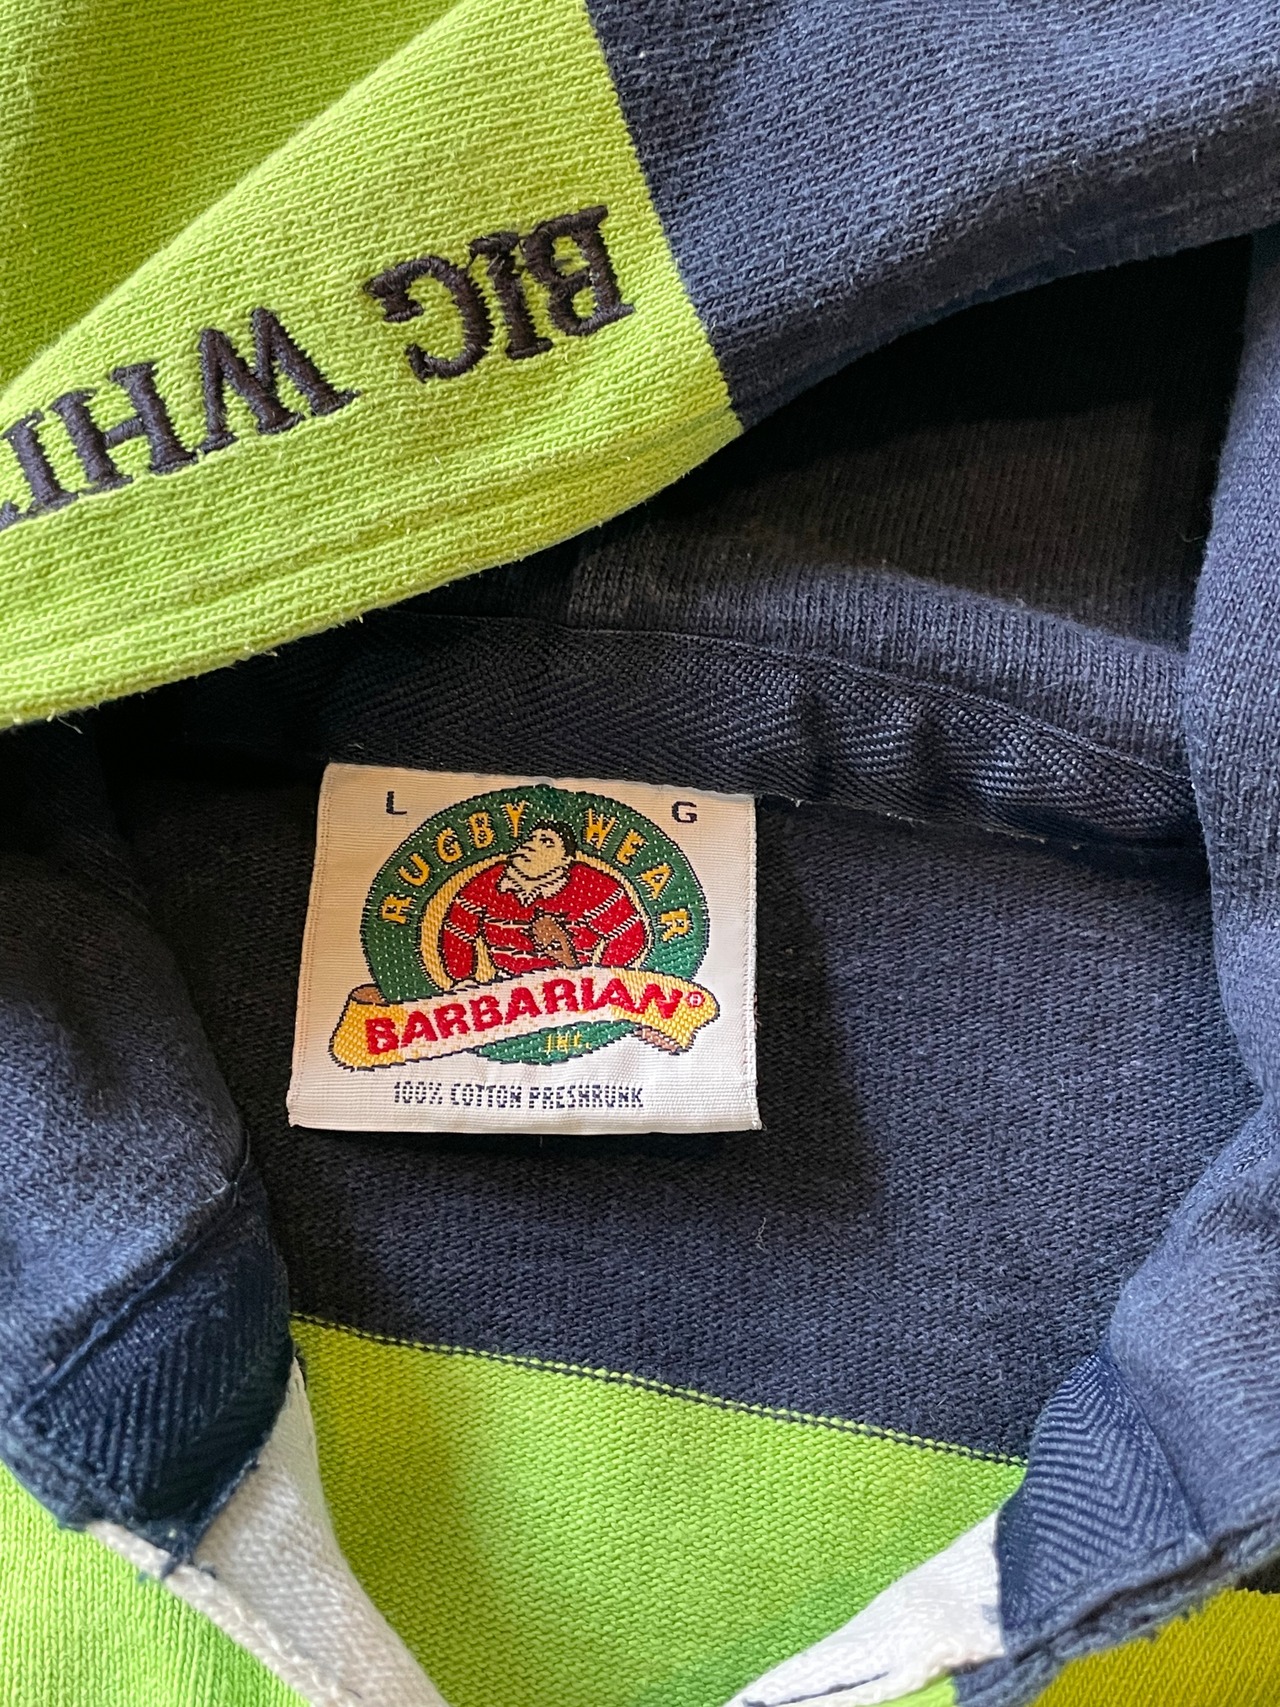 BIG WHI
L G
RUGBY WEAR
BARBARIAN®
INC.
100% COTTON PRESHRUNK